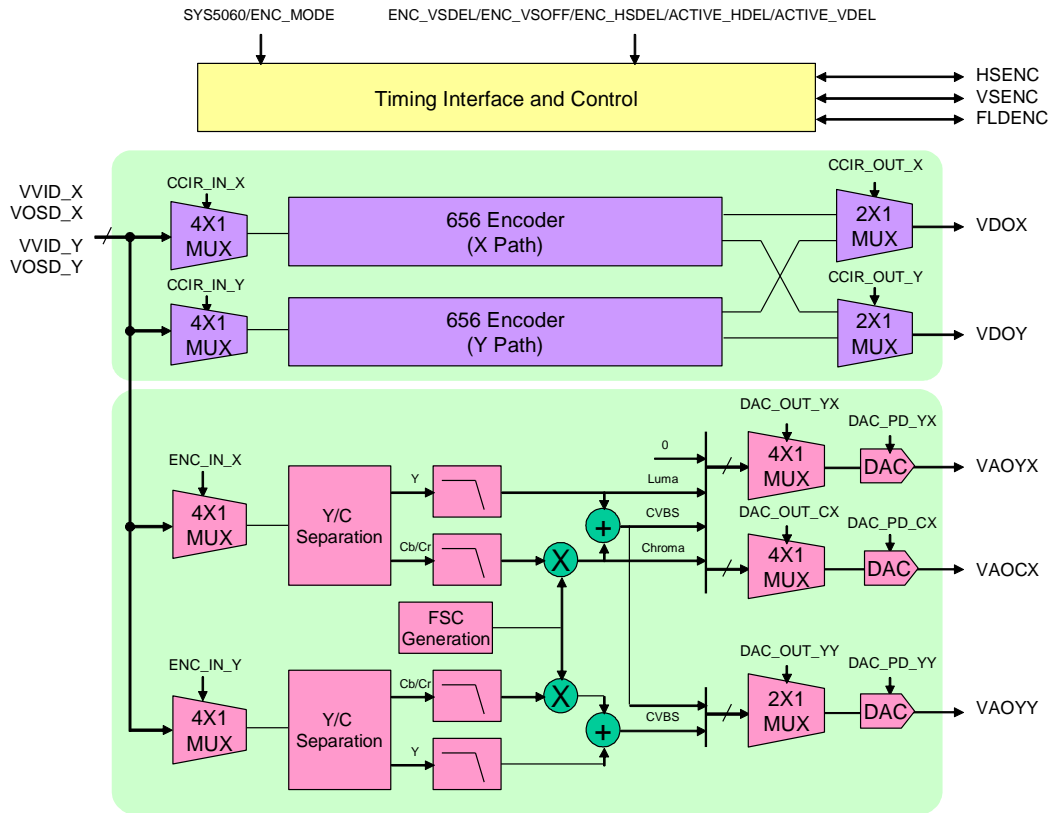 SYS5060/ENC_MODE
ENC_VSDEL/ENC_VSOFF/ENC_HSDEL/ACTIVE_HDEL/ACTIVE_VDEL
Timing Interface and Control
HSENC
VSENC
FLDENC
VVID_X
VOSD_X
VVID_Y
VOSD_Y
CCIR_IN_X
4X1
MUX
656 Encoder
(X Path)
CCIR_OUT_X
2X1
MUX
VDOX
CCIR_IN_Y
4X1
MUX
656 Encoder
(Y Path)
CCIR_OUT_Y
2X1
MUX
VDOY
ENC_IN_X
4X1
MUX
Y/C
Separation
Y
Cb/Cr
X
+
0
Luma
CVBS
Chroma
DAC_OUT_YX
4X1
MUX
DAC_PD_YX
DAC
VAOYX
DAC_OUT_CX
4X1
MUX
DAC_PD_CX
DAC
VAOCX
FSC
Generation
ENC_IN_Y
4X1
MUX
Y/C
Separation
Cb/Cr
Y
X
+
CVBS
DAC_OUT_YY
2X1
MUX
DAC_PD_YY
DAC
VAOYY